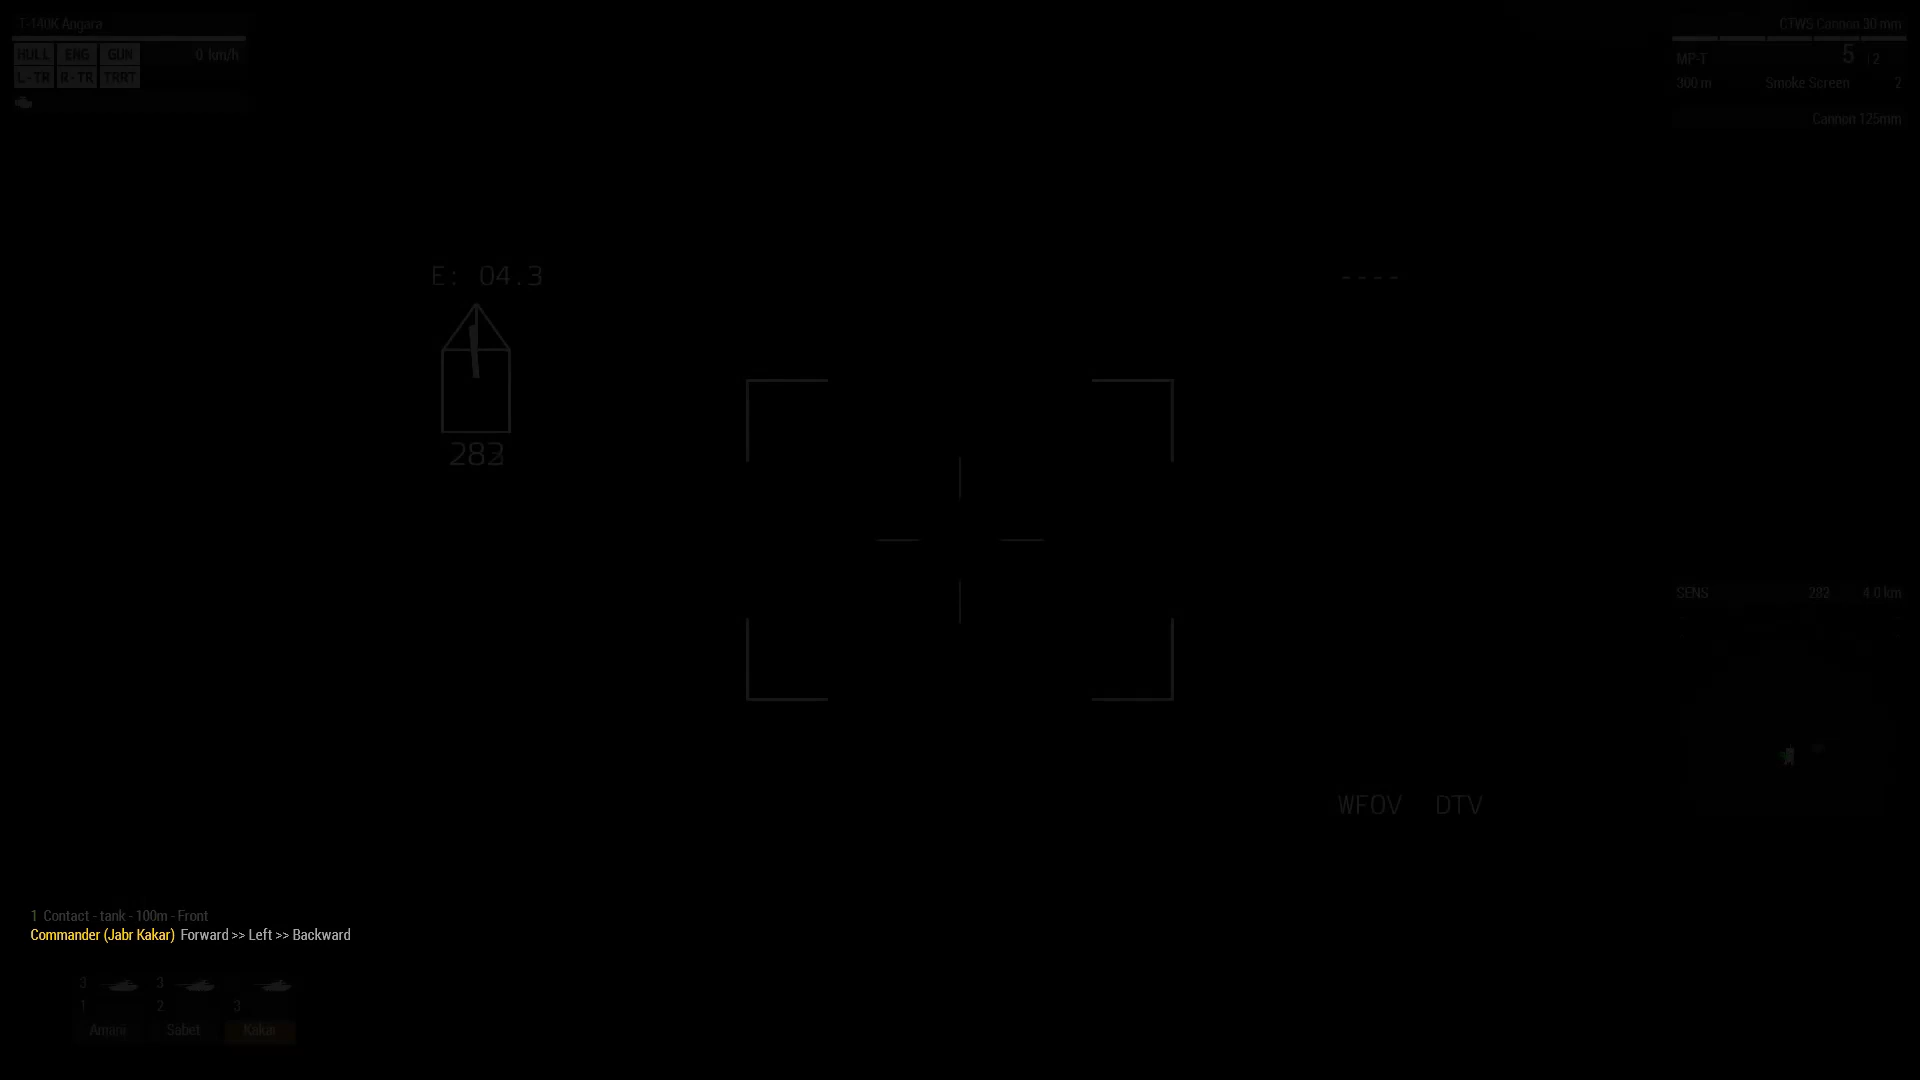 T-140K Angara
HULL ENG GUN 0 km/h
L-TR R-TR TRRT
CTWS Cannon 30 mm
MP-T 5 | 2
300 m Smoke Screen 2
Cannon 125mm
E: 04.3
----
283
SENS 282 4.0 km
WFOV DTV
1 Contact - tank - 100m - Front
Commander (Jabr Kakar) Forward >> Left >> Backward
3 3
1 2 3
Amani Sabet Kakar